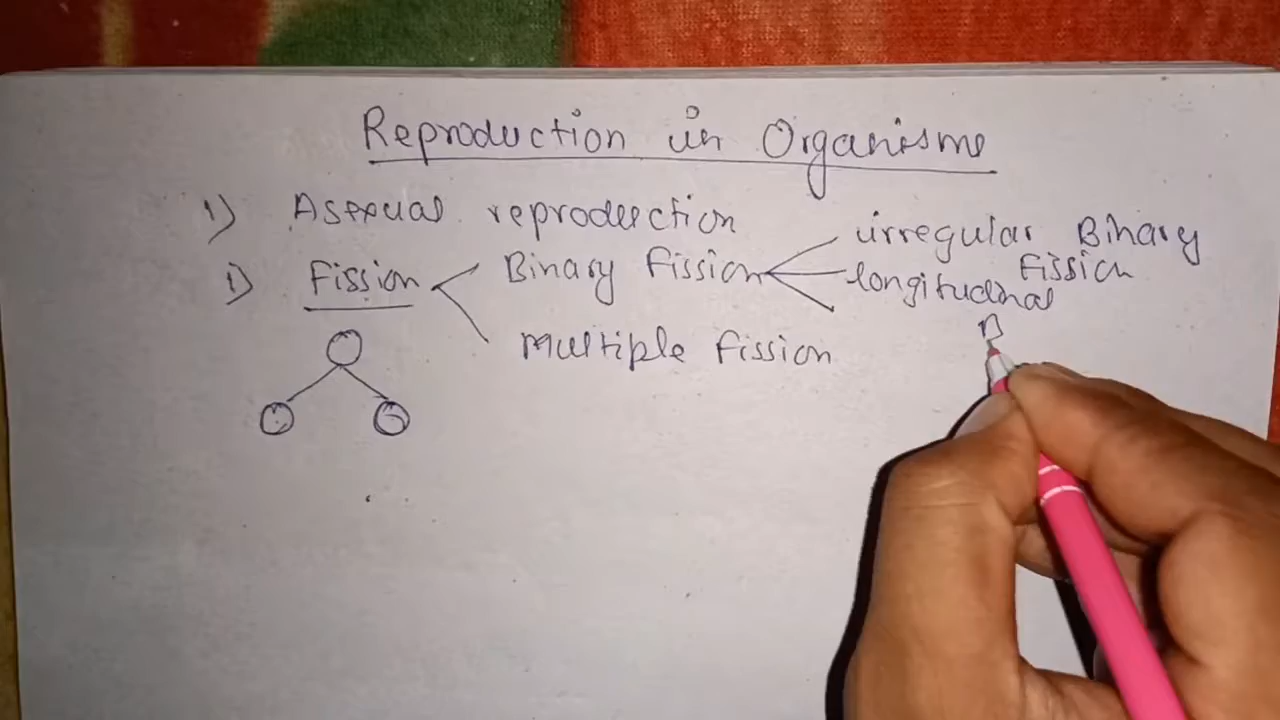 Reproduction in Organisms
1) Asexual reproduction
1) Fission
Binary Fission
irregular Binary
Fission
longitudinal
B
Multiple Fission